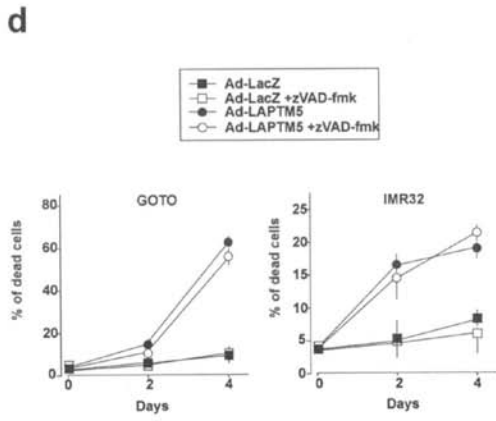 d
Ad-LacZ
Ad-LacZ +zVAD-fmk
Ad-LAPTM5
Ad-LAPTM5 +zVAD-fmk
GOTO
% of dead cells
80
60
40
20
0
0 2 4
Days
IMR32
% of dead cells
25
20
15
10
5
0
0 2 4
Days